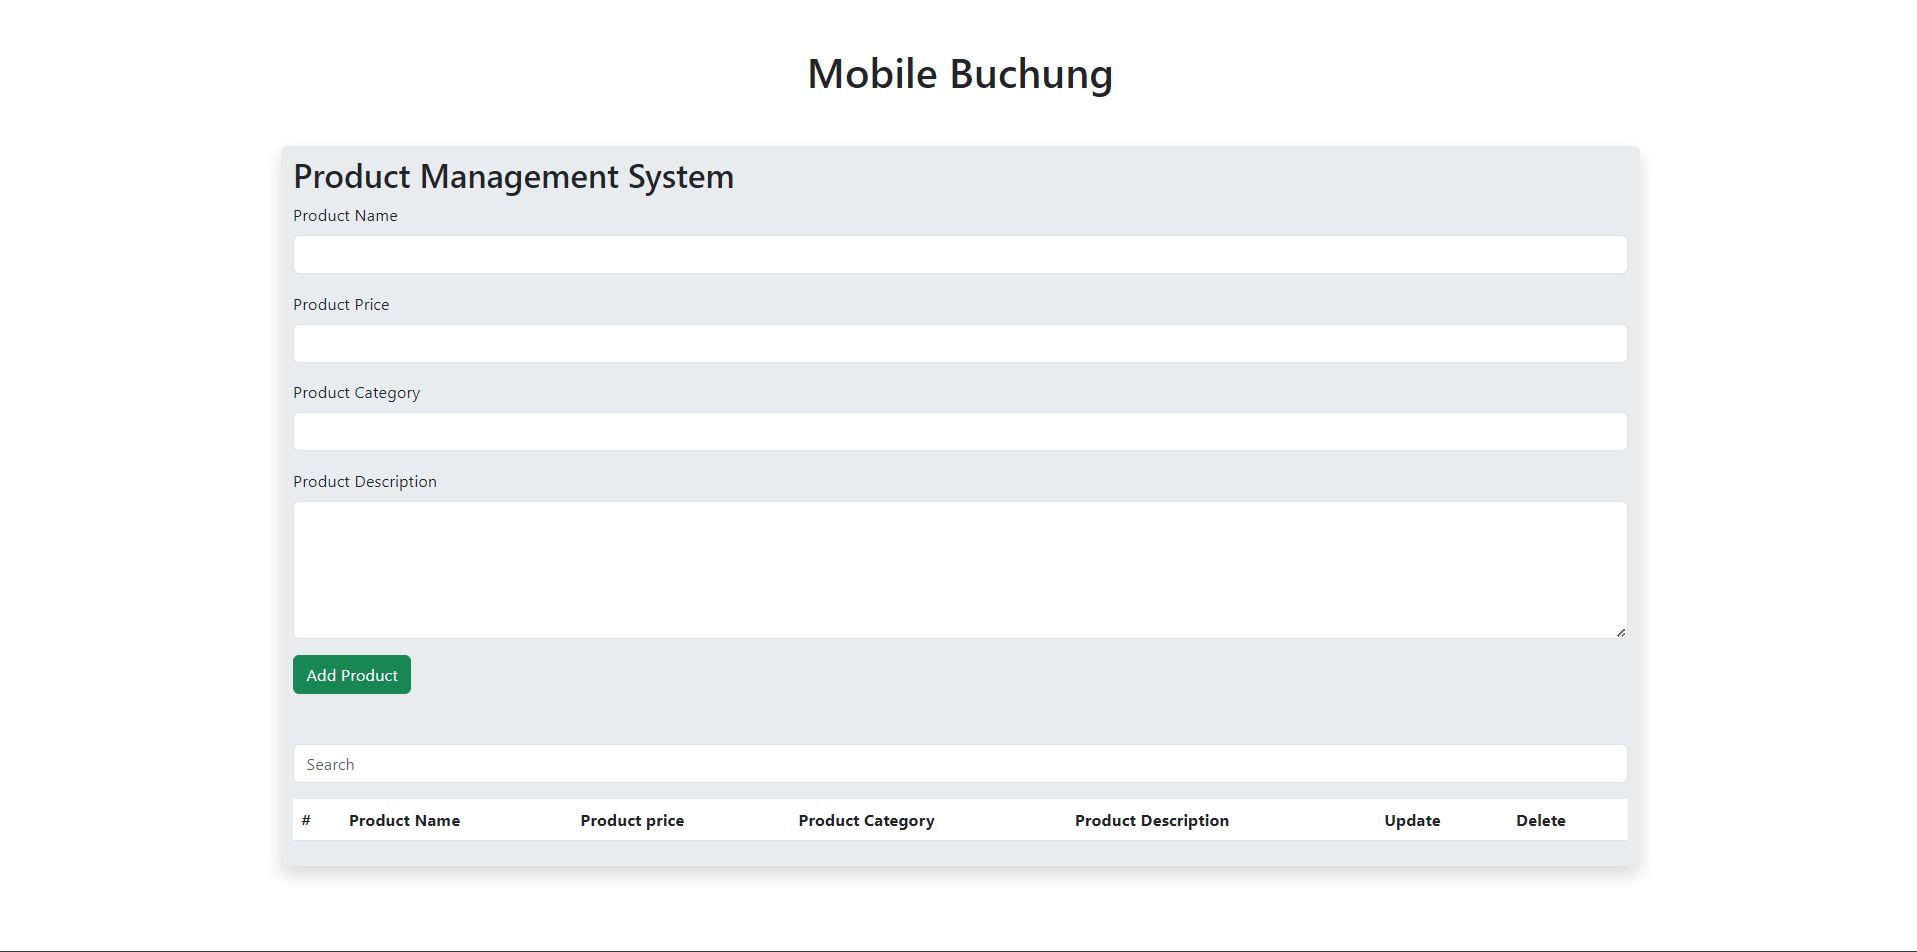 Mobile Buchung
Product Management System
Product Name
Product Price
Product Category
Product Description
Add Product
Search
# Product Name Product price Product Category Product Description Update Delete